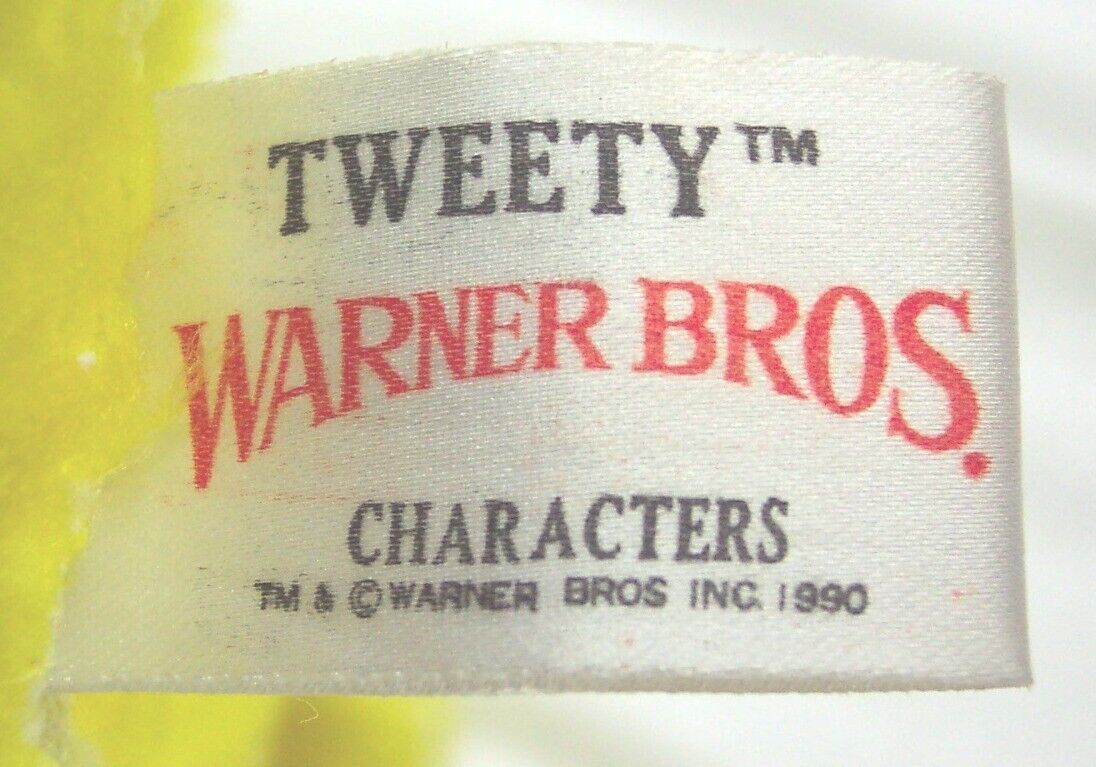 TWEETY™
WARNER BROS.
CHARACTERS
TM & © WARNER BROS INC. 1990